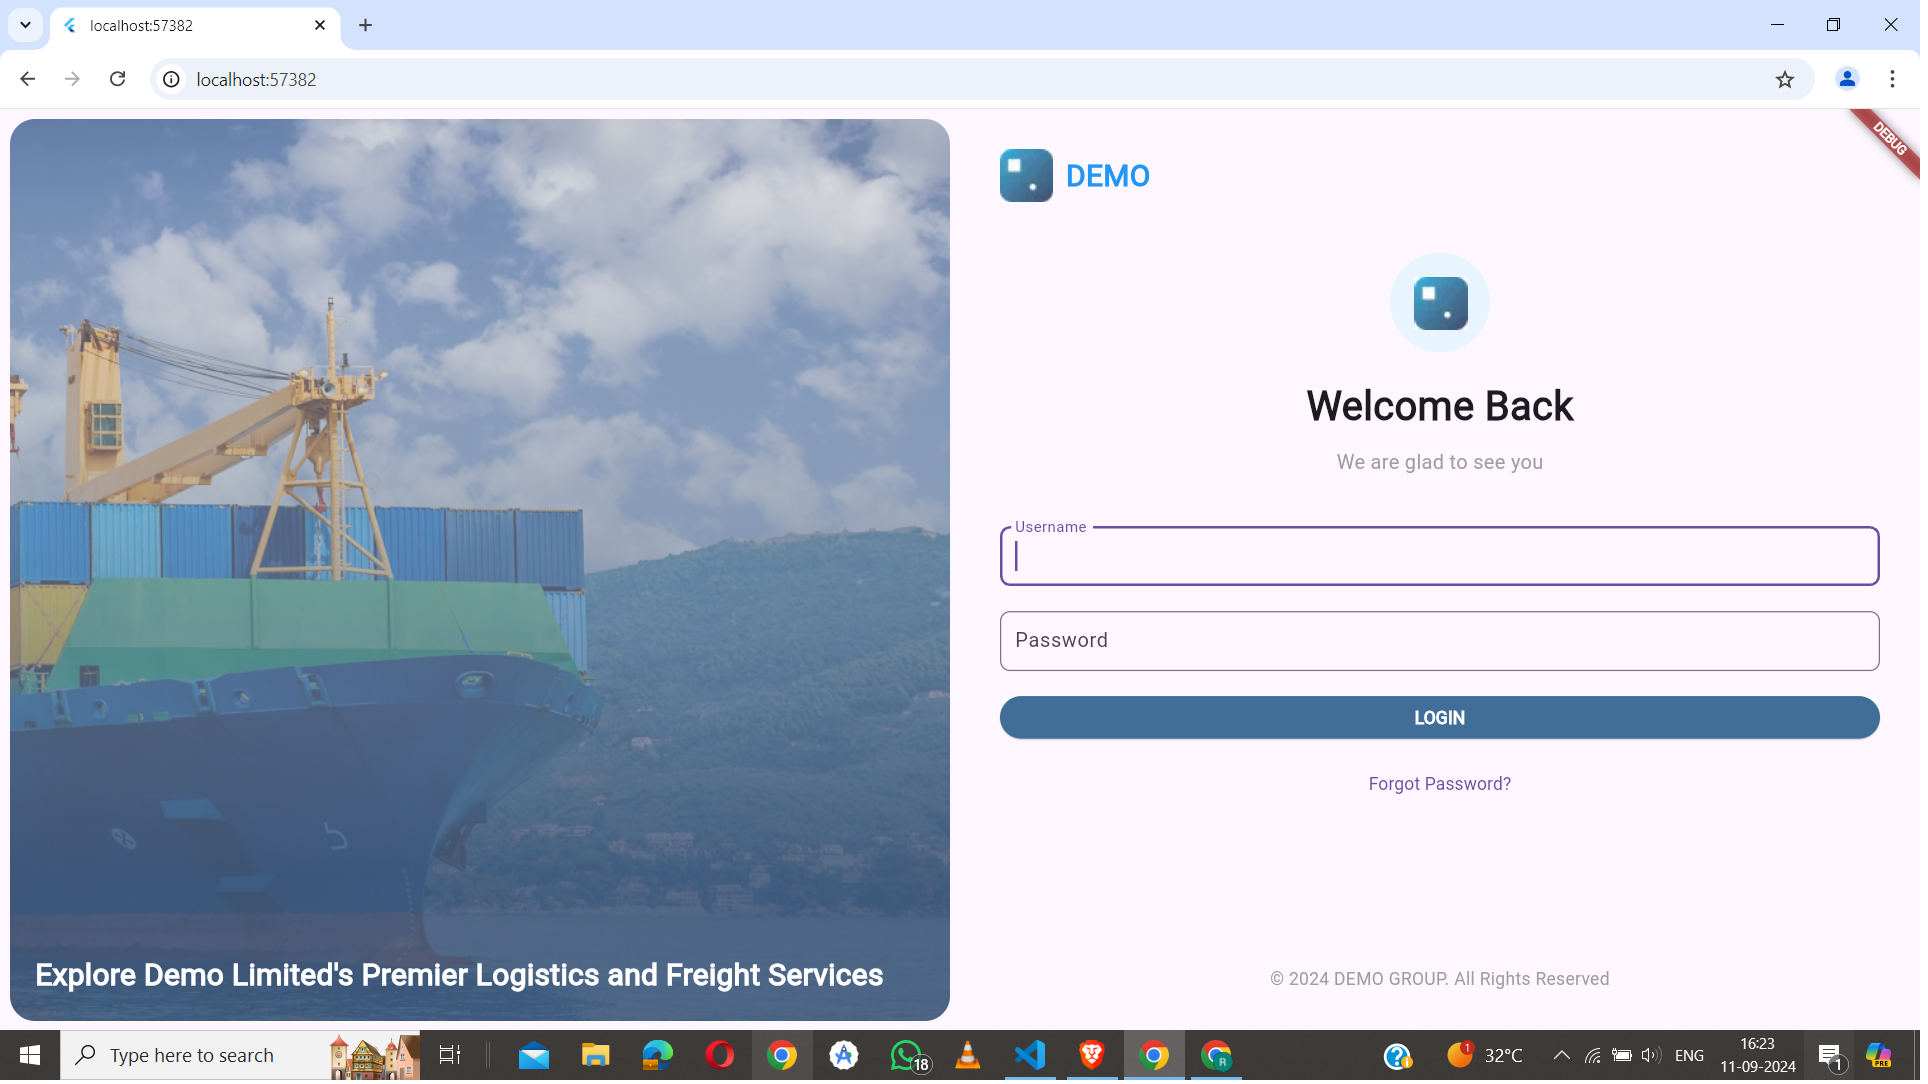 localhost:57382
localhost:57382
DEBUG
DEMO
Welcome Back
We are glad to see you
Username
Password
LOGIN
Forgot Password?
Explore Demo Limited's Premier Logistics and Freight Services
© 2024 DEMO GROUP. All Rights Reserved
Type here to search
18
R
1
32°C
ENG
16:23
11-09-2024
1
PRE